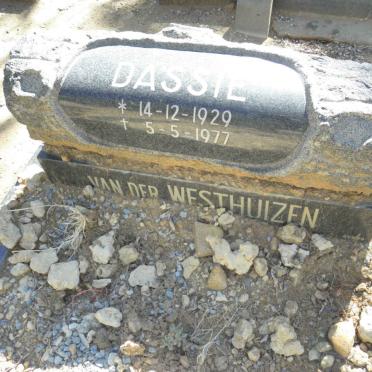 DASSIE
* 14-12-1929
† 5-5-1977
VAN DER WESTHUIZEN